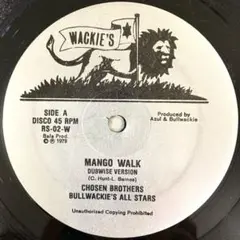 WACKIE'S
SIDE A
DISCO 45 RPM
RS-02-W
Bels Prod.
© ℗ 1979
Produced by
Azul & Bullwackie
MANGO WALK
DUBWISE VERSION
(C. Hunt-L. Barnes)
CHOSEN BROTHERS
BULLWACKIE'S ALL STARS
Unauthorized Copying Prohibited